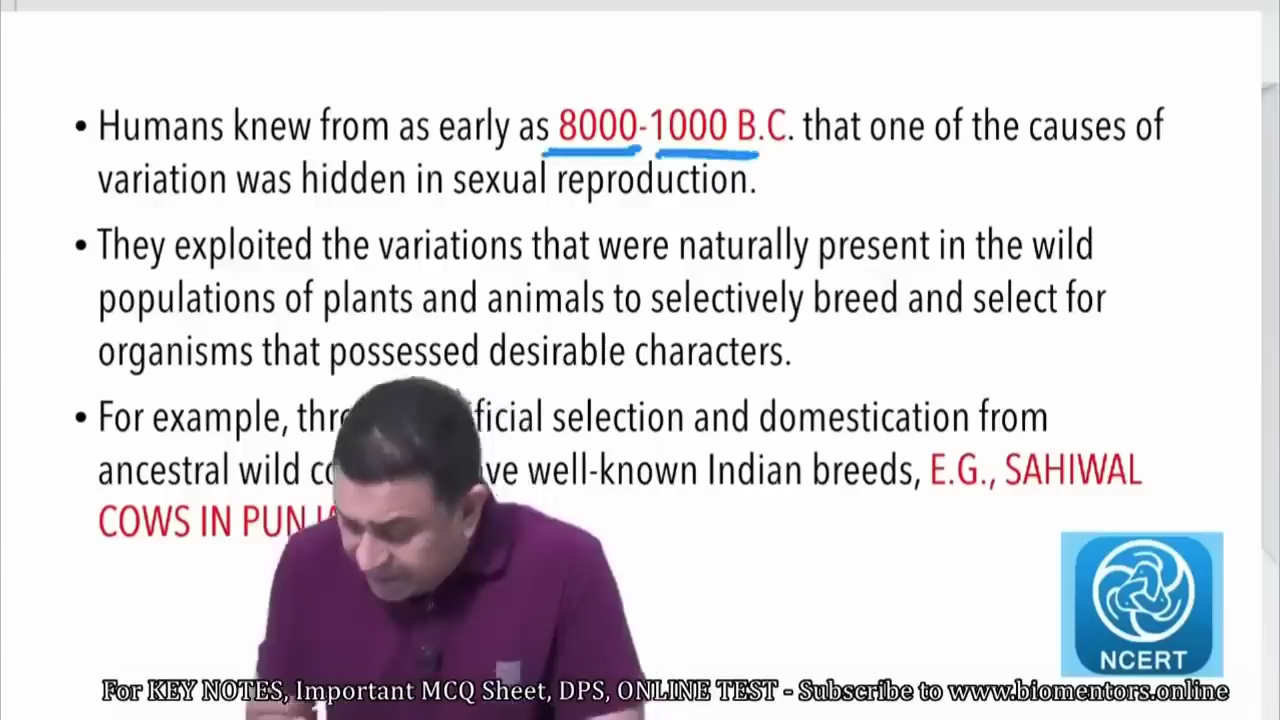 • Humans knew from as early as 8000-1000 B.C. that one of the causes of
variation was hidden in sexual reproduction.
• They exploited the variations that were naturally present in the wild
populations of plants and animals to selectively breed and select for
organisms that possessed desirable characters.
• For example, ificial selection and domestication from
ancestral wild ve well-known Indian breeds, E.G., SAHIWAL
COWS IN
NCERT
For KEY NOTES, Important MCQ Sheet, DPS, ONLINE TEST - Subscribe to www.biomentors.online